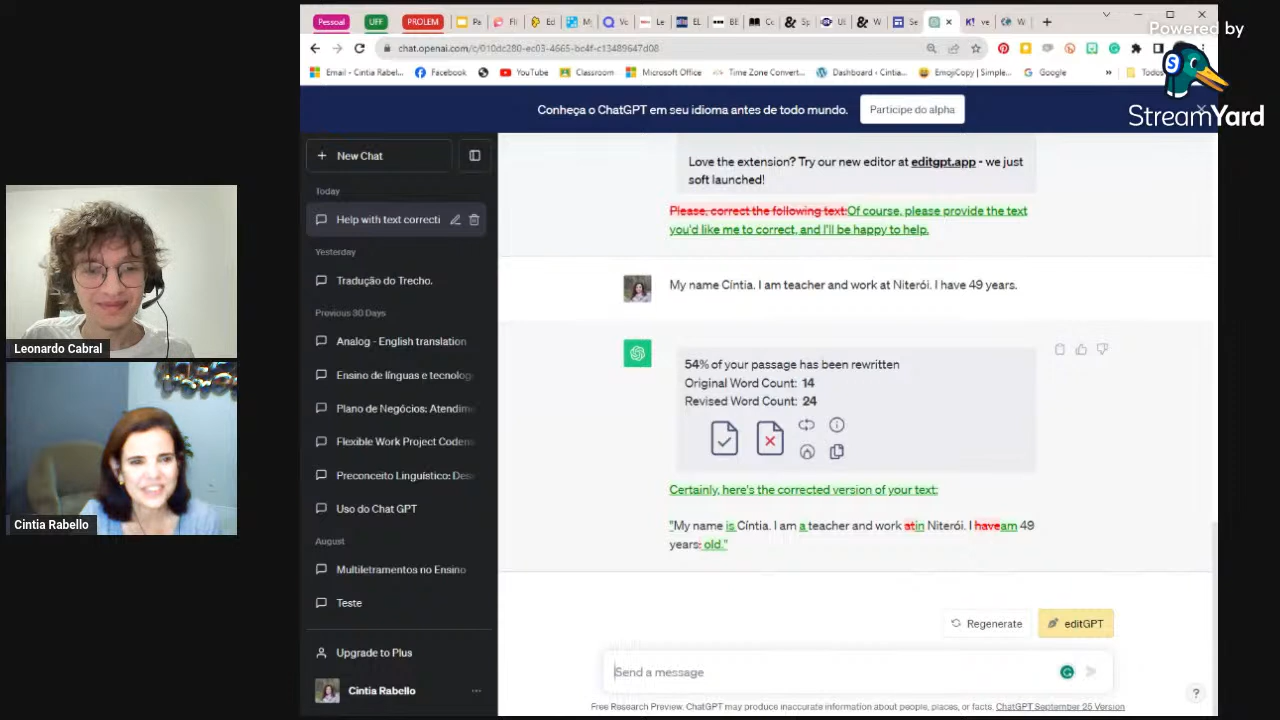 Pessoal
UFF
PROLEM
chat.openai.com/c/010dc280-ec03-4665-bc4f-c13489647d08
Powered by
StreamYard
Email - Cintia Rabel...
Facebook
YouTube
Classroom
Microsoft Office
Time Zone Convert...
Dashboard ‹ Cintia...
EmojiCopy | Simple...
Google
»
Todos
Conheça o ChatGPT em seu idioma antes de todo mundo.
Participe do alpha
+ New Chat
Today
Help with text correcti
Yesterday
Tradução do Trecho.
Previous 30 Days
Analog - English translation
Ensino de línguas e tecnolog
Plano de Negócios: Atendime
Flexible Work Project Coden
Preconceito Linguístico: Des
Uso do Chat GPT
August
Multiletramentos no Ensino
Teste
Upgrade to Plus
Cintia Rabello
Love the extension? Try our new editor at editgpt.app - we just
soft launched!
Please, correct the following text:Of course, please provide the text
you'd like me to correct, and I'll be happy to help.
My name Cíntia. I am teacher and work at Niterói. I have 49 years.
54% of your passage has been rewritten
Original Word Count: 14
Revised Word Count: 24
Certainly, here's the corrected version of your text:
"My name is Cíntia. I am a teacher and work atin Niterói. I haveam 49
years. old."
Regenerate
editGPT
Send a message
Free Research Preview. ChatGPT may produce inaccurate information about people, places, or facts. ChatGPT September 25 Version
?
Leonardo Cabral
Cintia Rabello